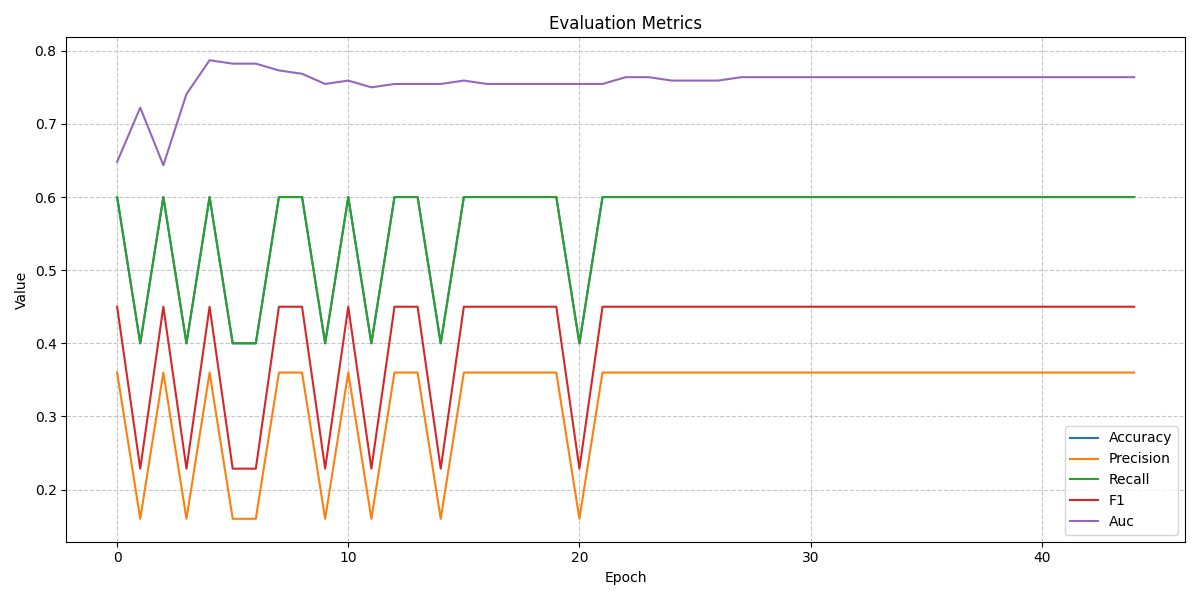 Evaluation Metrics
Value
0.8
0.7
0.6
0.5
0.4
0.3
0.2
0 10 20 30 40
Epoch
Accuracy
Precision
Recall
F1
Auc